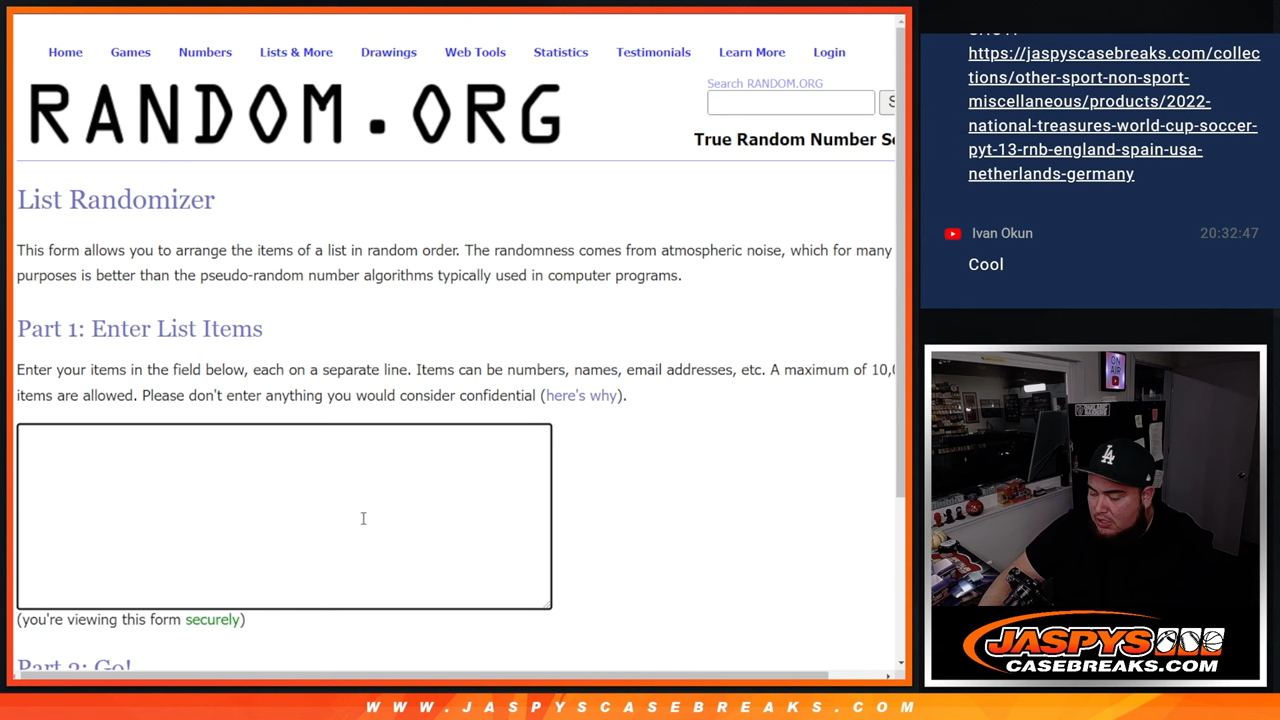 Home Games Numbers Lists & More Drawings Web Tools Statistics Testimonials Learn More Login
Search RANDOM.ORG
RANDOM.ORG
True Random Number
List Randomizer
This form allows you to arrange the items of a list in random order. The randomness comes from atmospheric noise, which for many
purposes is better than the pseudo-random number algorithms typically used in computer programs.
Part 1: Enter List Items
Enter your items in the field below, each on a separate line. Items can be numbers, names, email addresses, etc. A maximum of 10,
items are allowed. Please don't enter anything you would consider confidential (here's why).
(you're viewing this form securely)
Part 2: Go!
https://jaspyscasebreaks.com/collec
tions/other-sport-non-sport-
miscellaneous/products/2022-
national-treasures-world-cup-soccer-
pyt-13-rnb-england-spain-usa-
netherlands-germany
Ivan Okun 20:32:47
Cool
ON
AIR
LA
JASPYS
CASEBREAKS.COM
WWW.JASPYSCASEBREAKS.COM